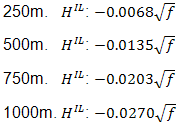 250m. H^{IL}: −0.0068√f
500m. H^{IL}: −0.0135√f
750m. H^{IL}: −0.0203√f
1000m. H^{IL}: −0.0270√f